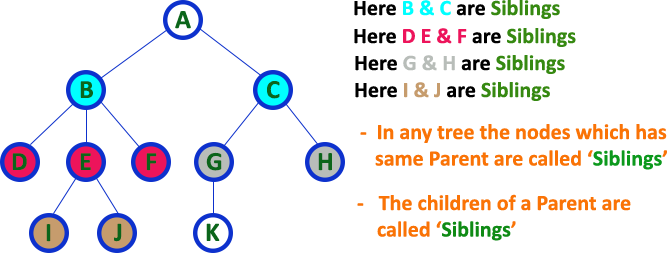 A
B
C
D
E
F
G
H
I
J
K
Here B & C are Siblings
Here D E & F are Siblings
Here G & H are Siblings
Here I & J are Siblings
- In any tree the nodes which has
same Parent are called ‘Siblings’
- The children of a Parent are
called ‘Siblings’